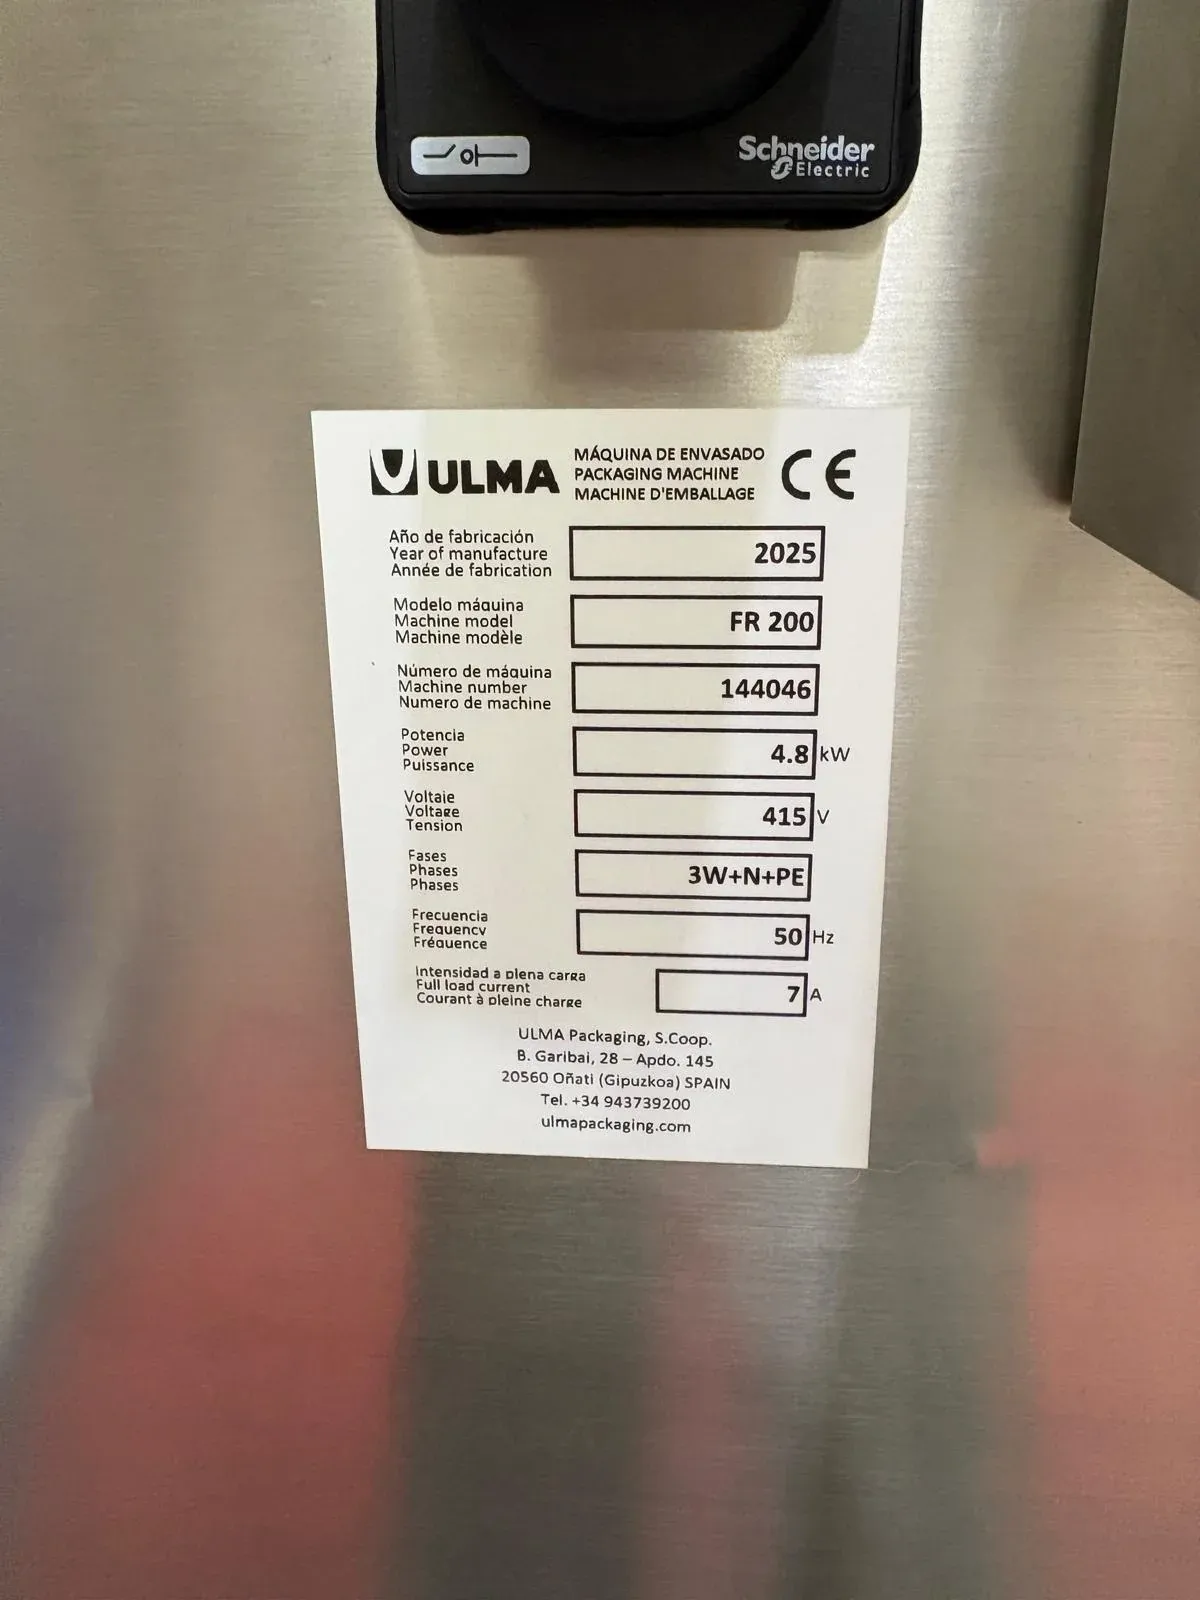 Schneider
Electric
ULMA
MÁQUINA DE ENVASADO
PACKAGING MACHINE
MACHINE D'EMBALLAGE
CE
Año de fabricación
Year of manufacture
Année de fabrication
2025
Modelo máquina
Machine model
Machine modèle
FR 200
Número de máquina
Machine number
Numero de machine
144046
Potencia
Power
Puissance
4.8 kW
Voltaje
Voltage
Tension
415 V
Fases
Phases
Phases
3W+N+PE
Frecuencia
Frequency
Fréquence
50 Hz
Intensidad a plena carga
Full load current
Courant à pleine charge
7 A
ULMA Packaging, S.Coop.
B. Garibai, 28 – Apdo. 145
20560 Oñati (Gipuzkoa) SPAIN
Tel. +34 943739200
ulmapackaging.com